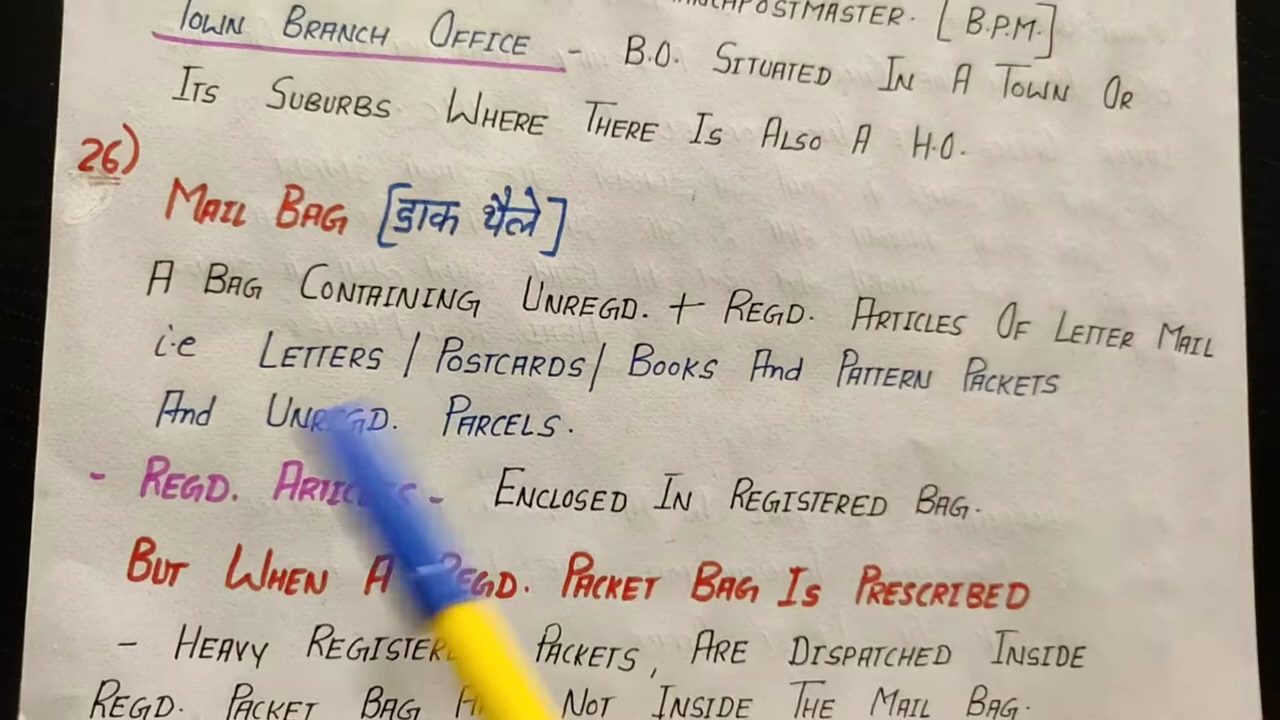 POSTMASTER. [B.P.M.]
TOWN BRANCH OFFICE - B.O. SITUATED IN A TOWN OR
ITS SUBURBS WHERE THERE IS ALSO A H.O.
26)
MAIL BAG [डाक थैले]
A BAG CONTAINING UNREGD. + REGD. ARTICLES OF LETTER MAIL
i.e LETTERS / POSTCARDS / BOOKS And PATTERN PACKETS
And UNREGD. PARCELS.
- REGD. ARTICLES - ENCLOSED IN REGISTERED BAG.
BUT WHEN A REGD. PACKET BAG IS PRESCRIBED
- HEAVY REGISTERED PACKETS, ARE DISPATCHED INSIDE
REGD. PACKET BAG NOT INSIDE THE MAIL BAG.